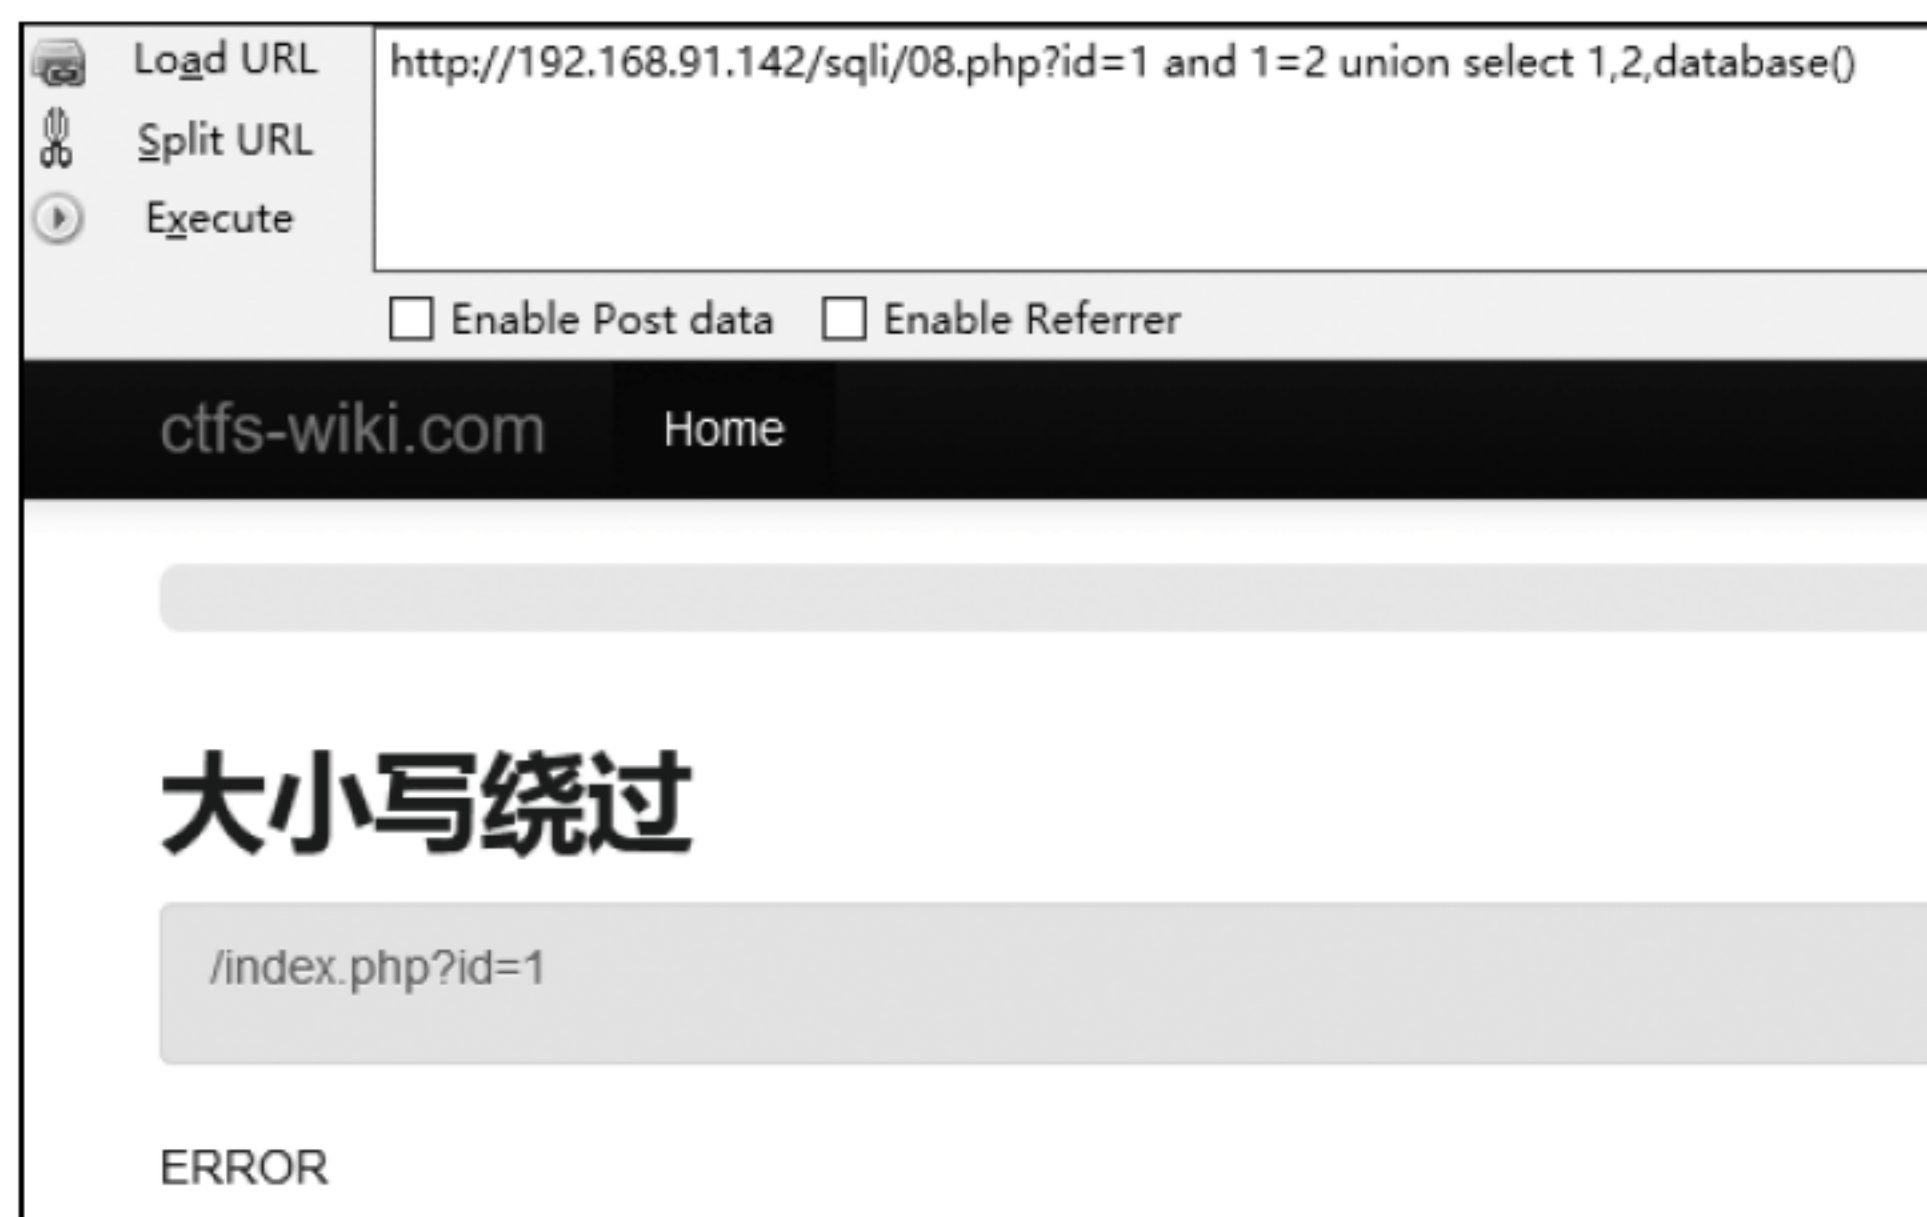 Load URL
http://192.168.91.142/sqli/08.php?id=1 and 1=2 union select 1,2,database()
Split URL
Execute
Enable Post data
Enable Referrer
ctfs-wiki.com
Home
大小写绕过
/index.php?id=1
ERROR